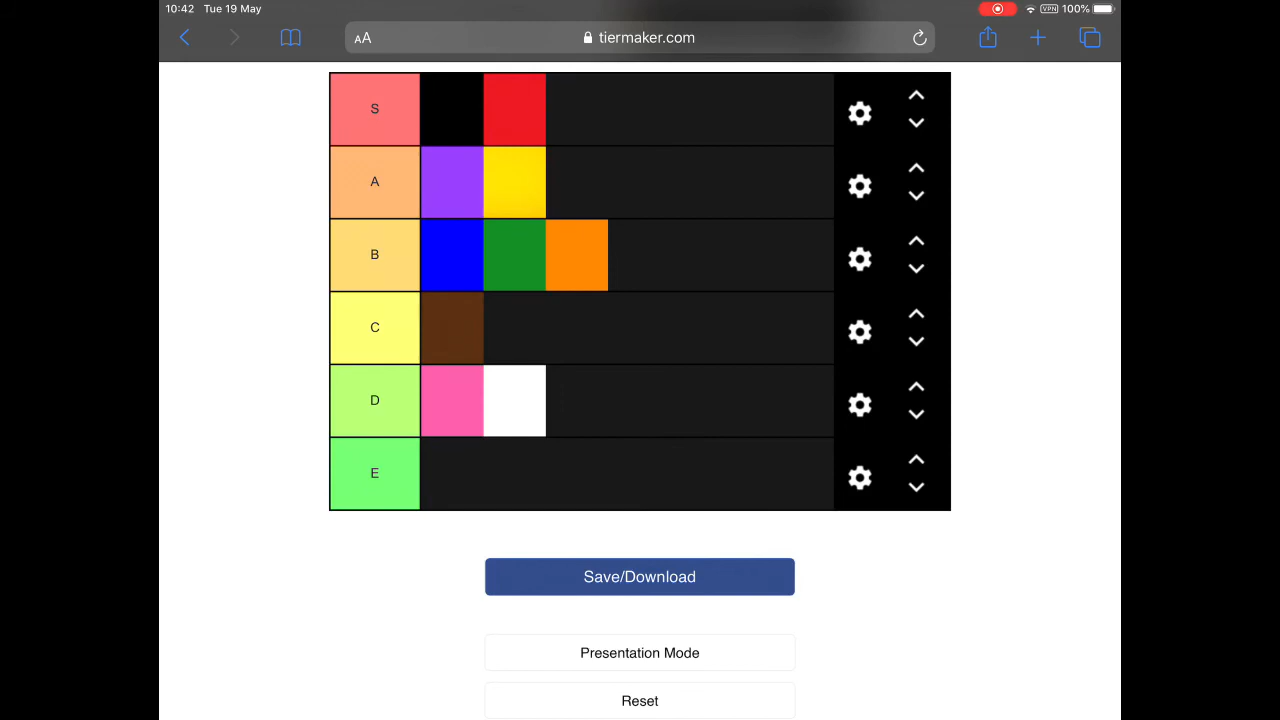 10:42 Tue 19 May
VPN 100%
AA tiermaker.com
S
A
B
C
D
E
Save/Download
Presentation Mode
Reset